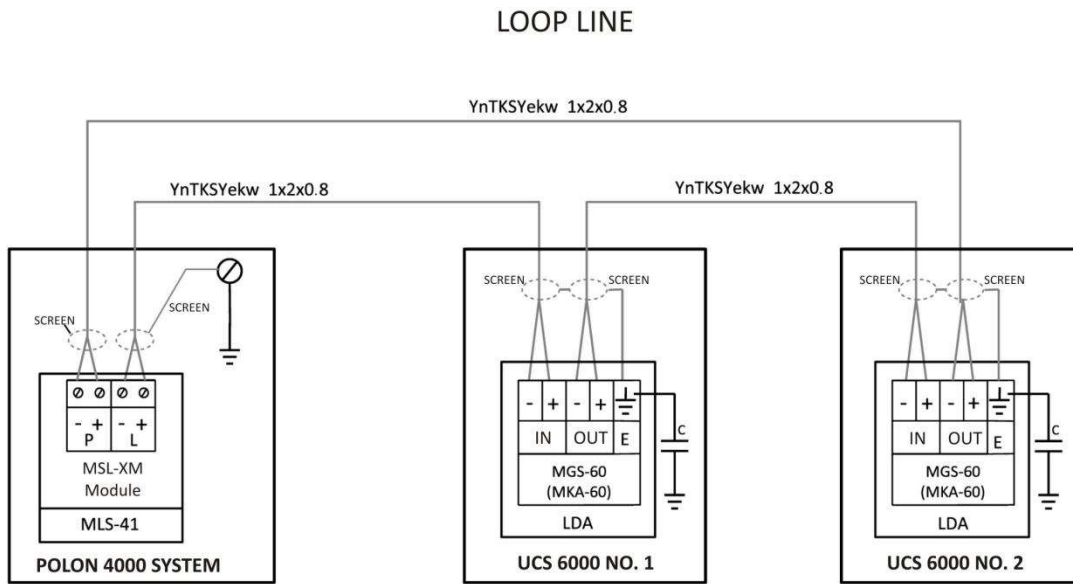 LOOP LINE
YnTKSYekw 1x2x0.8
YnTKSYekw 1x2x0.8
YnTKSYekw 1x2x0.8
SCREEN
SCREEN
- + - +
P L
MSL-XM
Module
MLS-41
POLON 4000 SYSTEM
SCREEN
SCREEN
- + - +
IN OUT E
C
MGS-60
(MKA-60)
LDA
UCS 6000 NO. 1
SCREEN
SCREEN
- + - +
IN OUT E
C
MGS-60
(MKA-60)
LDA
UCS 6000 NO. 2